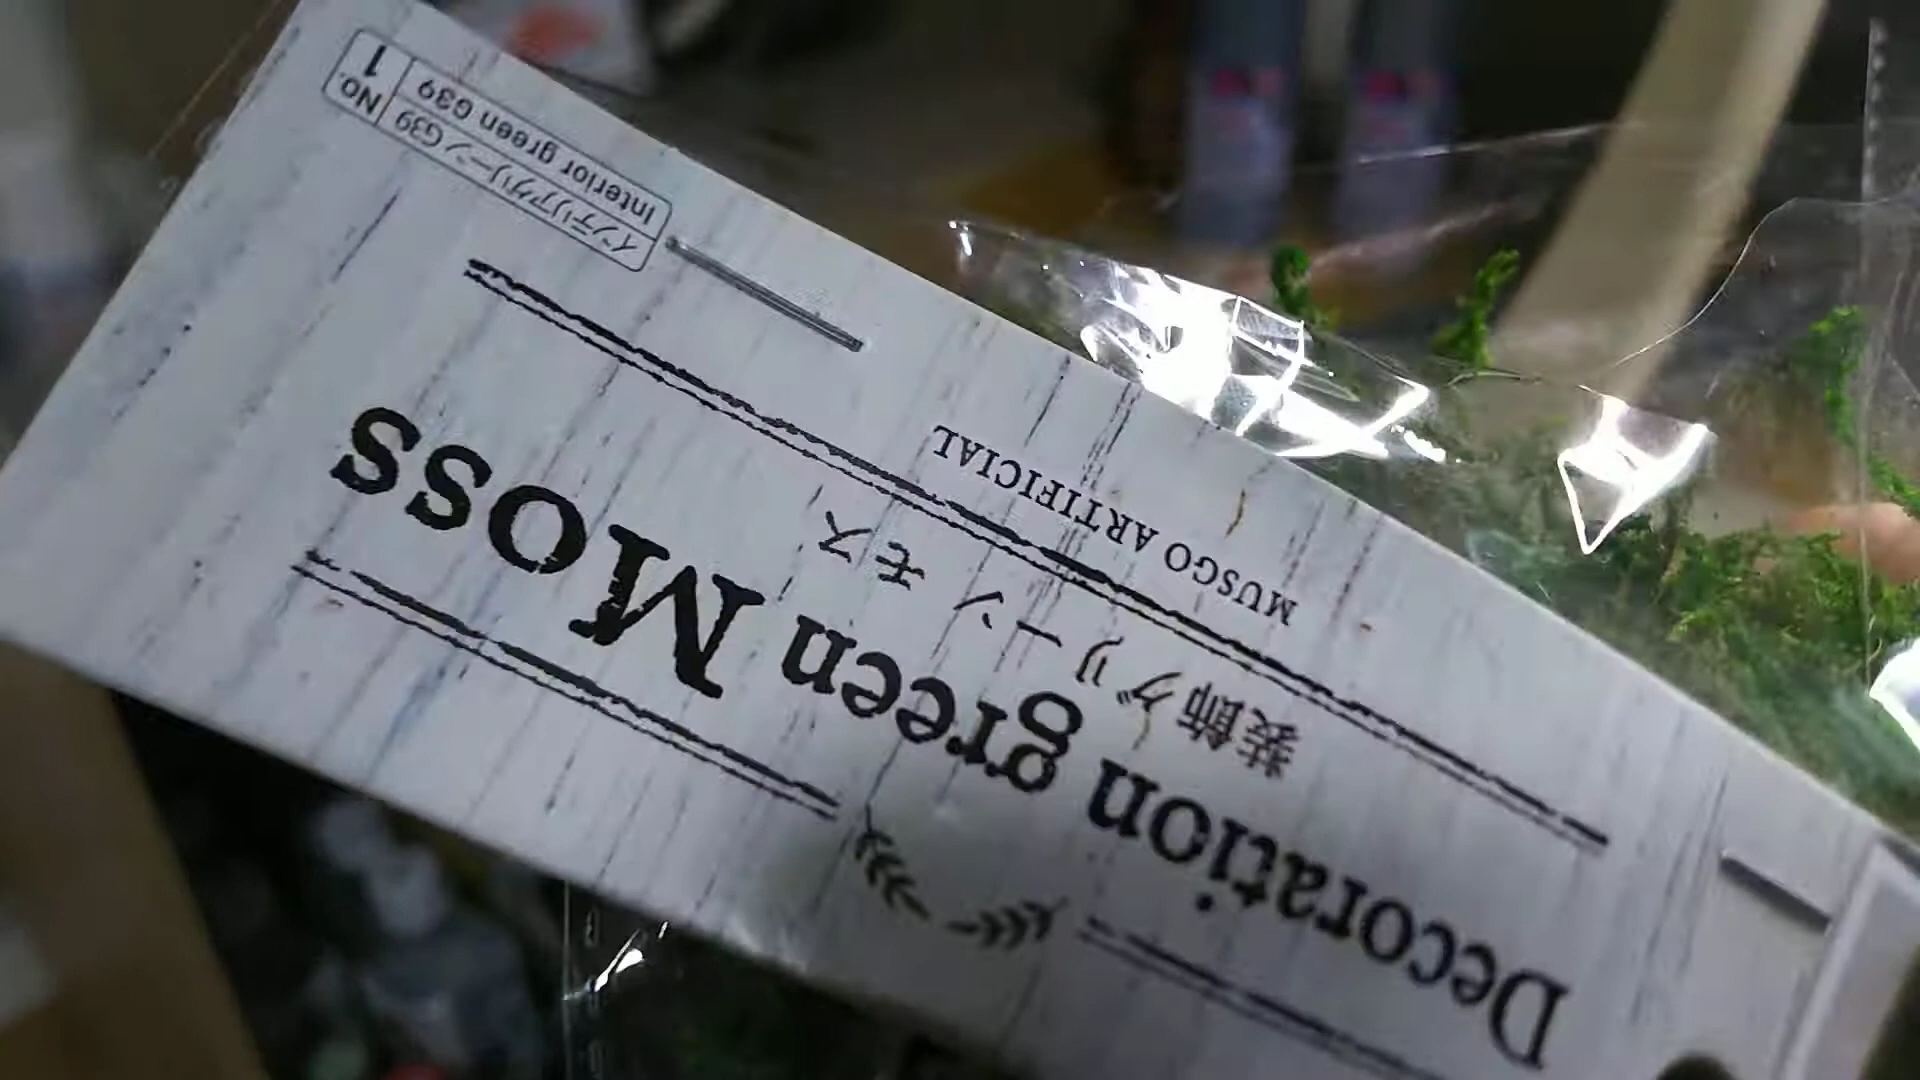 Decoration green Moss
装飾グリーン モス
MUSGO ARTIFICIAL
インテリアグリーン G39
Interior green G39
No.
1